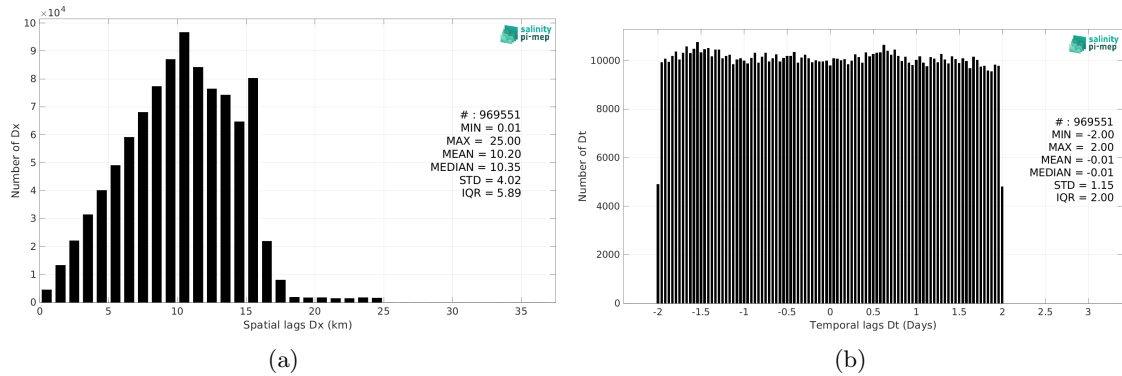 ×10⁴
10
9
8
7
6
5
4
3
2
1
0
Number of Dx
0 5 10 15 20 25 30 35
Spatial lags Dx (km)
salinity
pi-mep
# : 969551
MIN = 0.01
MAX = 25.00
MEAN = 10.20
MEDIAN = 10.35
STD = 4.02
IQR = 5.89
(a)
10000
8000
6000
4000
2000
0
Number of Dt
-2 -1.5 -1 -0.5 0 0.5 1 1.5 2 2.5 3
Temporal lags Dt (Days)
salinity
pi-mep
# : 969551
MIN = -2.00
MAX = 2.00
MEAN = -0.01
MEDIAN = -0.01
STD = 1.15
IQR = 2.00
(b)